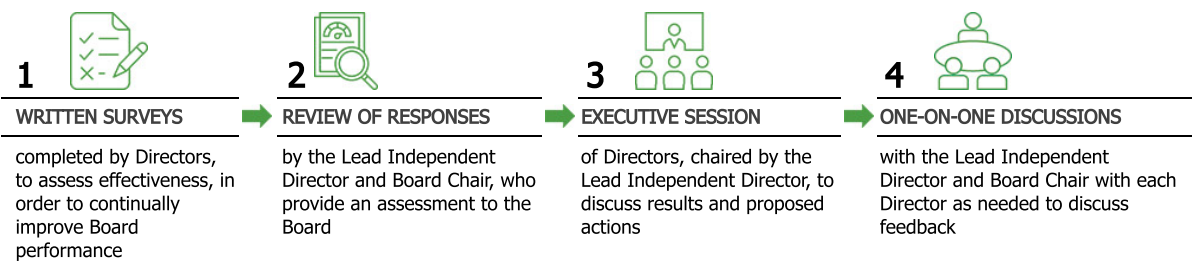 1
WRITTEN SURVEYS
completed by Directors,
to assess effectiveness, in
order to continually
improve Board
performance
2
REVIEW OF RESPONSES
by the Lead Independent
Director and Board Chair, who
provide an assessment to the
Board
3
EXECUTIVE SESSION
of Directors, chaired by the
Lead Independent Director, to
discuss results and proposed
actions
4
ONE-ON-ONE DISCUSSIONS
with the Lead Independent
Director and Board Chair with each
Director as needed to discuss
feedback